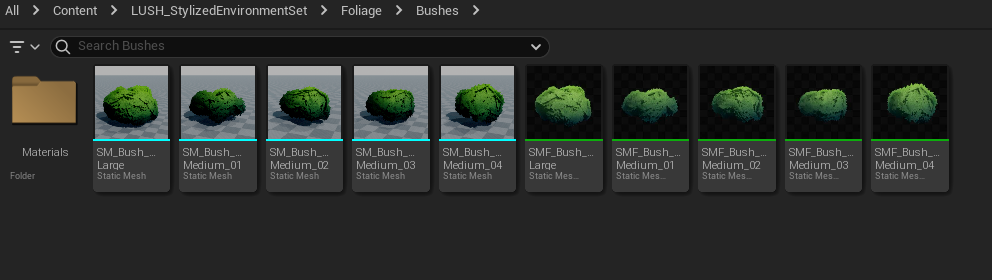 All > Content > LUSH_StylizedEnvironmentSet > Foliage > Bushes >
Search Bushes
Materials
Folder
SM_Bush_...
Large
Static Mesh
SM_Bush_...
Medium_01
Static Mesh
SM_Bush_...
Medium_02
Static Mesh
SM_Bush_...
Medium_03
Static Mesh
SM_Bush_...
Medium_04
Static Mesh
SMF_Bush_...
Large
Static Mes...
SMF_Bush_...
Medium_01
Static Mes...
SMF_Bush_...
Medium_02
Static Mes...
SMF_Bush_...
Medium_03
Static Mes...
SMF_Bush_...
Medium_04
Static Mes...